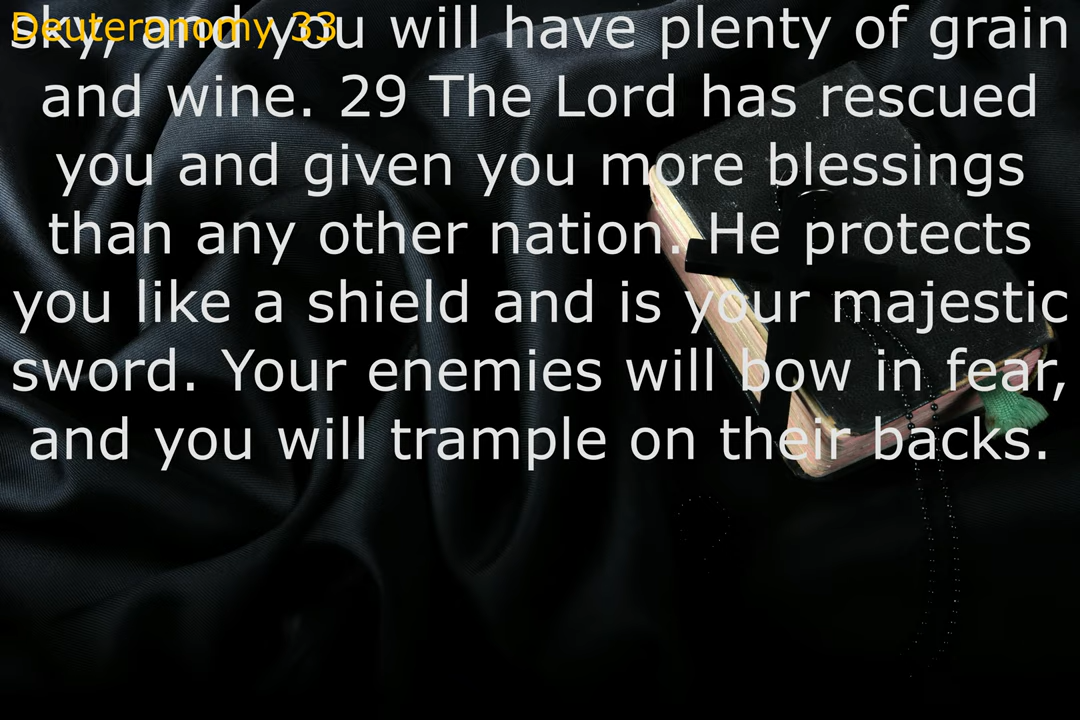 Deuteronomy 33
sky, and you will have plenty of grain
and wine. 29 The Lord has rescued
you and given you more blessings
than any other nation. He protects
you like a shield and is your majestic
sword. Your enemies will bow in fear,
and you will trample on their backs.